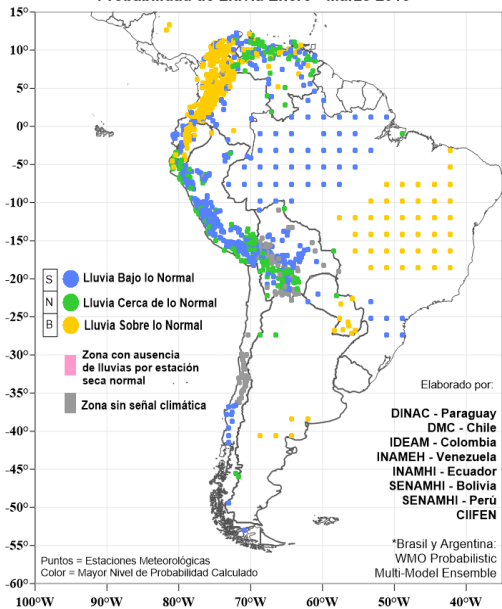 15°
10°
5°
0°
-5°
-10°
-15°
-20°
-25°
-30°
-35°
-40°
-45°
-50°
-55°
-60°
100°W
90°W
80°W
70°W
60°W
50°W
40°W
S
Lluvia Bajo lo Normal
N
Lluvia Cerca de lo Normal
B
Lluvia Sobre lo Normal
Zona con ausencia
de lluvias por estación
seca normal
Zona sin señal climática
Elaborado por:
DINAC - Paraguay
DMC - Chile
IDEAM - Colombia
INAMEH - Venezuela
INAMHI - Ecuador
SENAMHI - Bolivia
SENAMHI - Perú
CIIFEN
*Brasil y Argentina:
WMO Probabilistic
Multi-Model Ensemble
Puntos = Estaciones Meteorológicas
Color = Mayor Nivel de Probabilidad Calculado